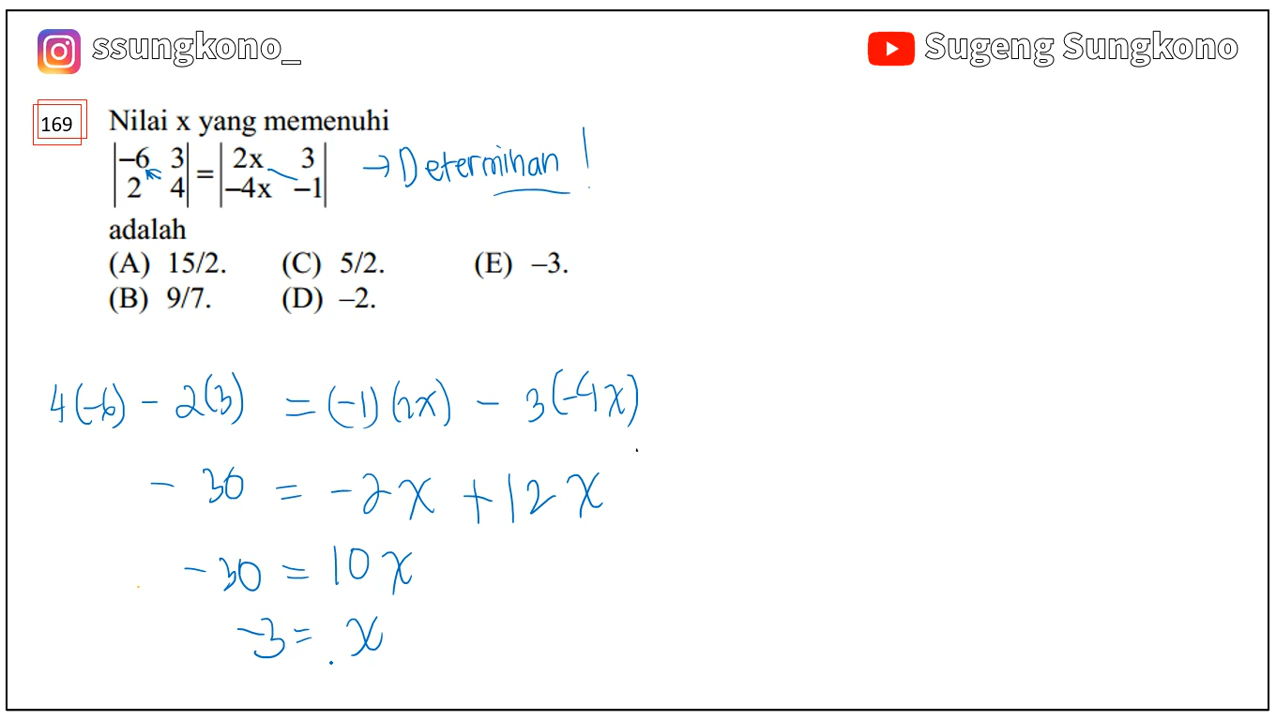 ssungkono_
Sugeng Sungkono
169 Nilai x yang memenuhi
|–6 3| = |2x 3| → Determinan !
|2 4| |–4x –1|
adalah
(A) 15/2. (C) 5/2. (E) –3.
(B) 9/7. (D) –2.
4(-6) - 2(3) = (-1)(2x) - 3(-4x)
- 30 = -2x + 12x
-30 = 10x
-3 = x